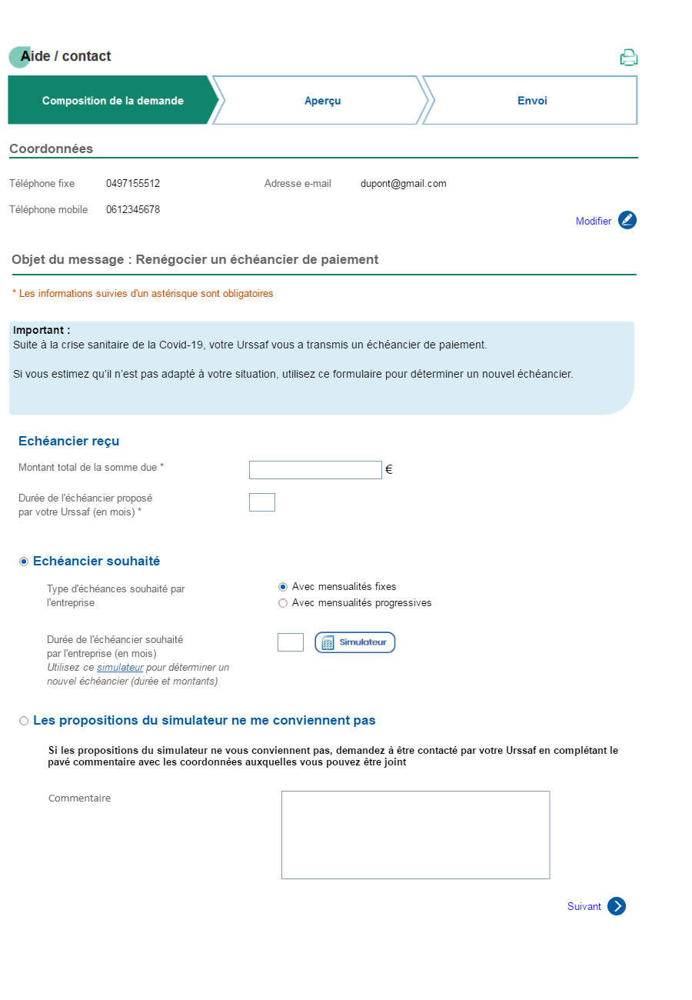 Aide / contact
Composition de la demande
Aperçu
Envoi
Coordonnées
Téléphone fixe 0497155512 Adresse e-mail dupont@gmail.com
Téléphone mobile 0612345678
Modifier
Objet du message : Renégocier un échéancier de paiement
* Les informations suivies d'un astérisque sont obligatoires
Important :
Suite à la crise sanitaire de la Covid-19, votre Urssaf vous a transmis un échéancier de paiement.
Si vous estimez qu'il n'est pas adapté à votre situation, utilisez ce formulaire pour déterminer un nouvel échéancier.
Echéancier reçu
Montant total de la somme due * €
Durée de l'échéancier proposé
par votre Urssaf (en mois) *
Echéancier souhaité
Type d'échéances souhaité par
l'entreprise
Avec mensualités fixes
Avec mensualités progressives
Durée de l'échéancier souhaité
par l'entreprise (en mois)
Utilisez ce simulateur pour déterminer un
nouvel échéancier (durée et montants)
Simulateur
Les propositions du simulateur ne me conviennent pas
Si les propositions du simulateur ne vous conviennent pas, demandez à être contacté par votre Urssaf en complétant le
pavé commentaire avec les coordonnées auxquelles vous pouvez être joint
Commentaire
Suivant